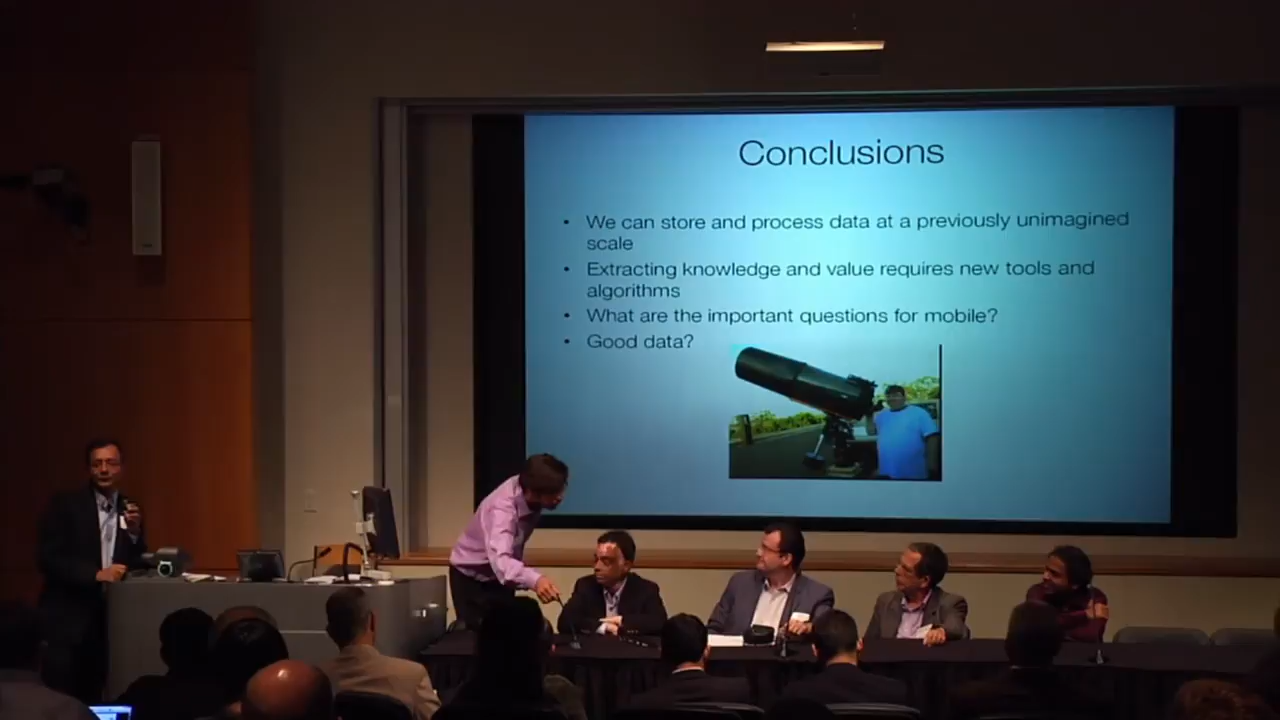 Conclusions
• We can store and process data at a previously unimagined
scale
• Extracting knowledge and value requires new tools and
algorithms
• What are the important questions for mobile?
• Good data?